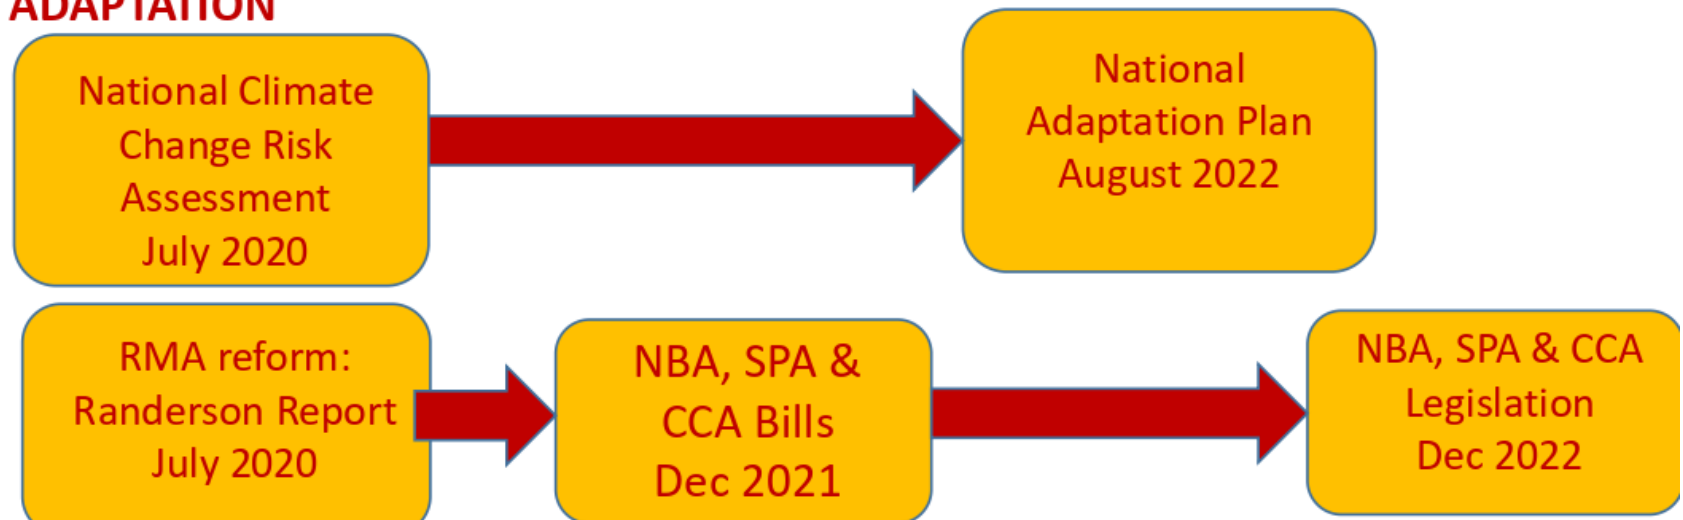 ADAPTATION
National Climate
Change Risk
Assessment
July 2020
National
Adaptation Plan
August 2022
RMA reform:
Randerson Report
July 2020
NBA, SPA &
CCA Bills
Dec 2021
NBA, SPA & CCA
Legislation
Dec 2022